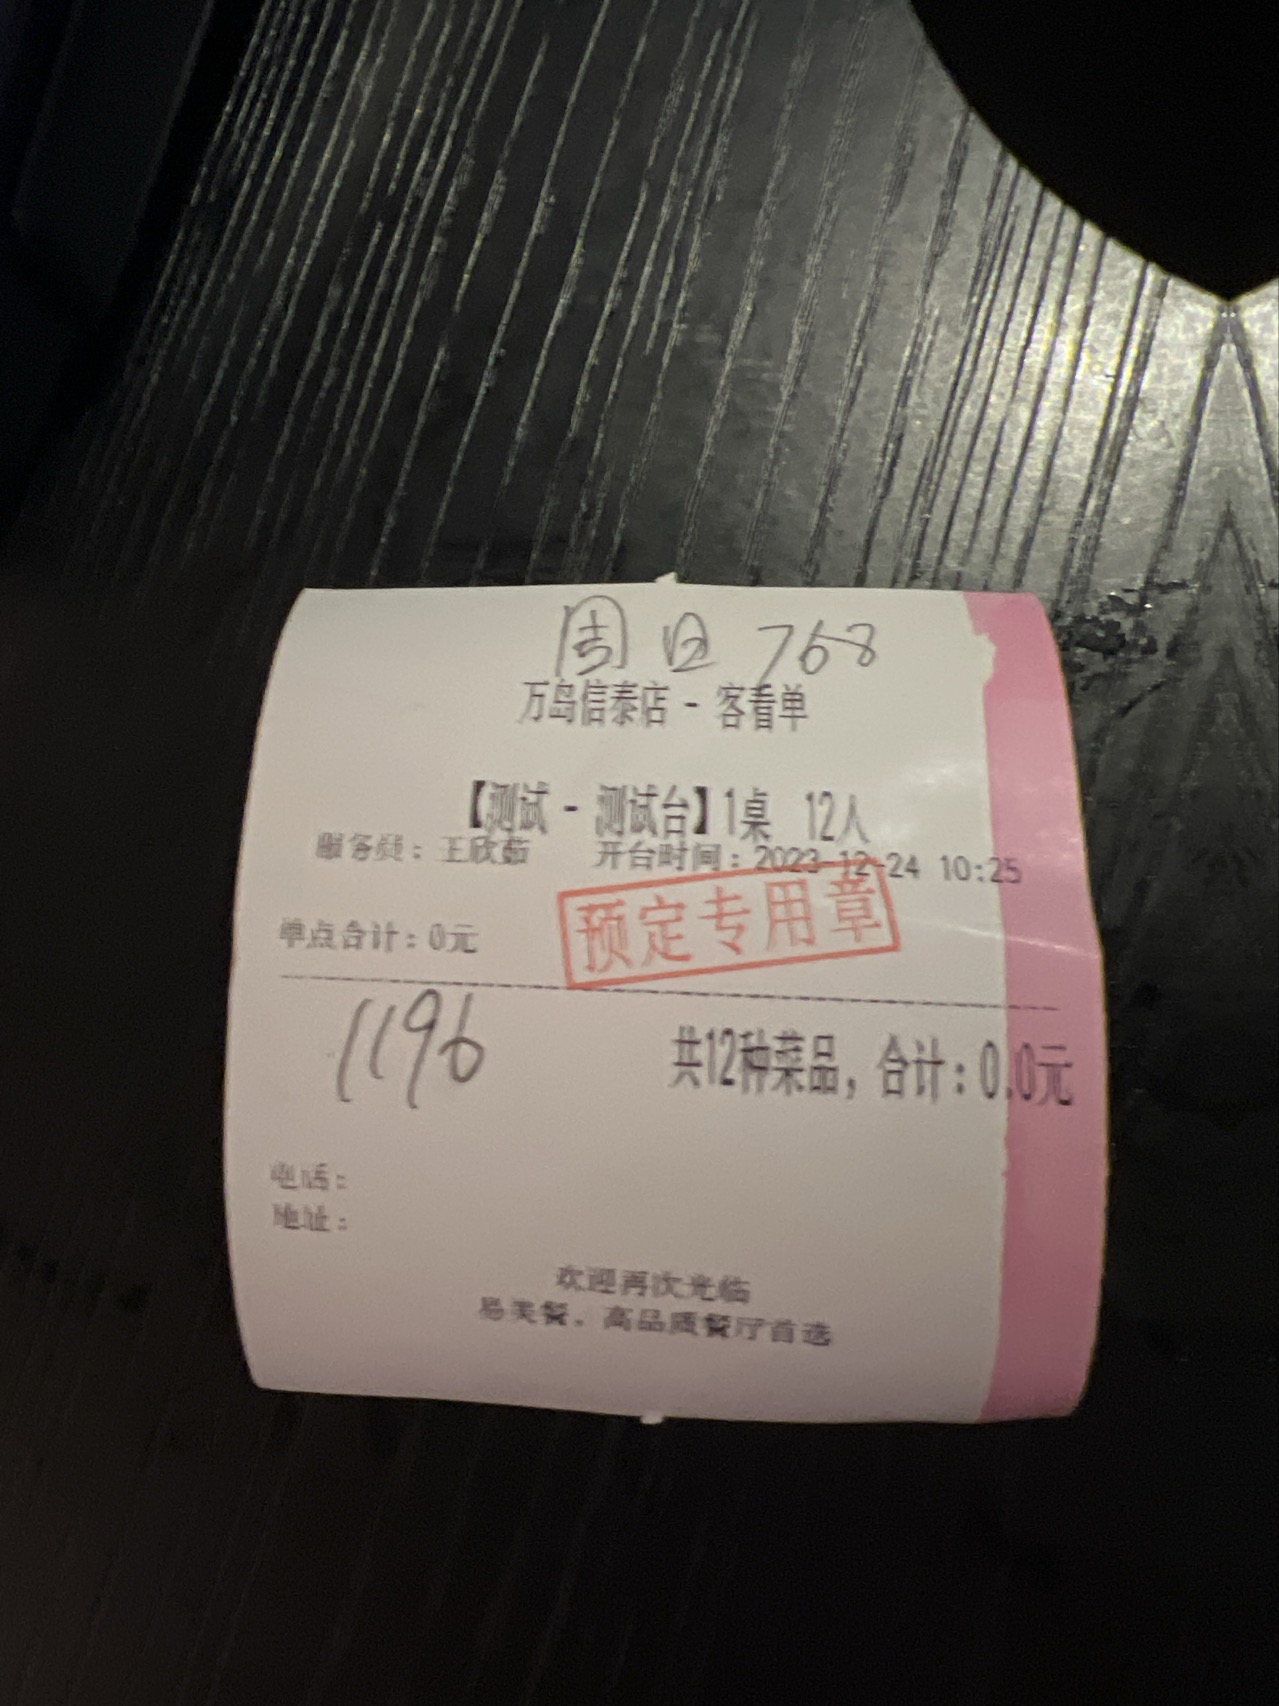 周日 768
万岛信泰店 - 客看单
【测试 - 测试台】1桌 12人
服务员：王欣茹 开台时间：2023-12-24 10:25
预定专用章
单点合计：0元
1196
共12种菜品，合计：0.0元
电话：
地址：
欢迎再次光临
易美餐，高品质餐厅首选